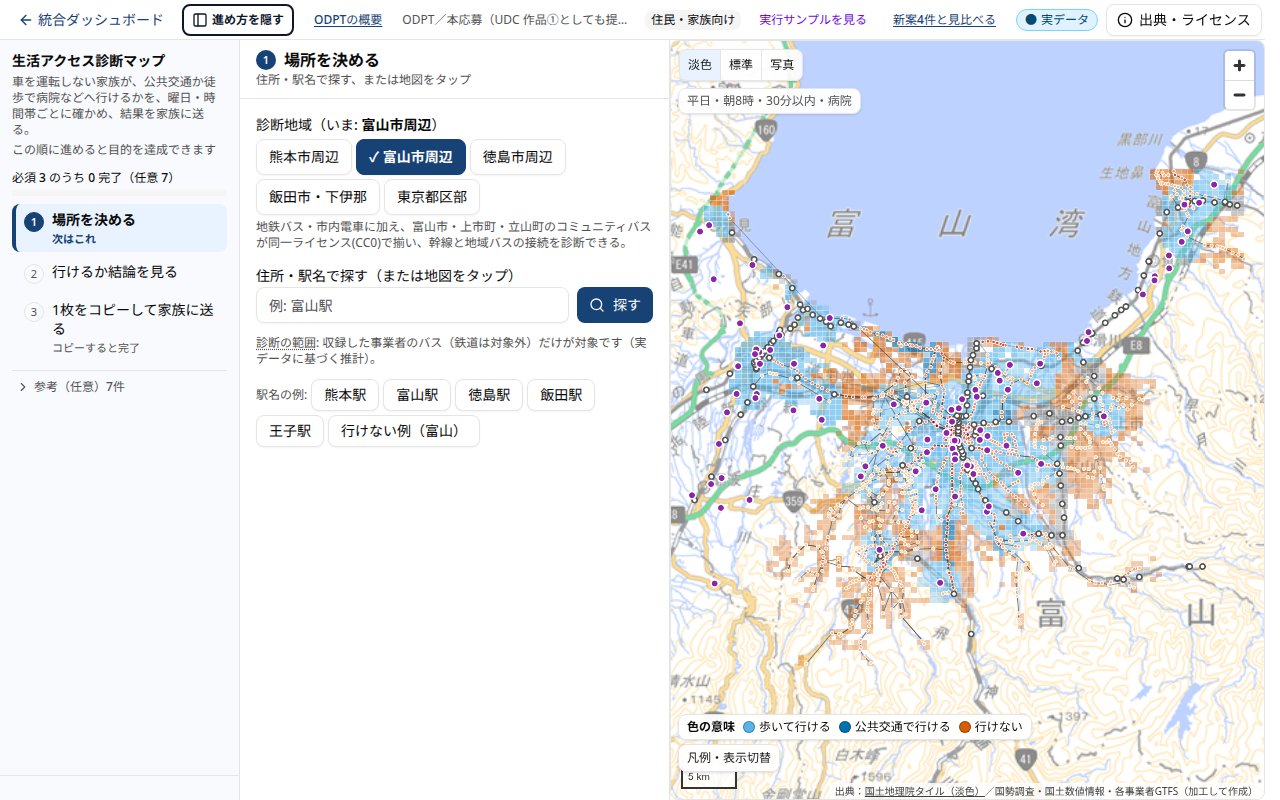 統合ダッシュボード
進め方を隠す
ODPTの概要
ODPT／本応募（UDC 作品①としても提…
住民・家族向け
実行サンプルを見る
新案4件と見比べる
実データ
出典・ライセンス
生活アクセス診断マップ
車を運転しない家族が、公共交通か徒
歩で病院などへ行けるかを、曜日・時
間帯ごとに確かめ、結果を家族に送
る。
この順に進めると目的を達成できます
必須 3 のうち 0 完了（任意 7）
1 場所を決める
次はこれ
2 行けるか結論を見る
3 1枚をコピーして家族に送
る
コピーすると完了
参考（任意）7件
1 場所を決める
住所・駅名で探す、または地図をタップ
診断地域（いま: 富山市周辺）
熊本市周辺
✓ 富山市周辺
徳島市周辺
飯田市・下伊那
東京都区部
地鉄バス・市内電車に加え、富山市・上市町・立山町のコミュニティバス
が同一ライセンス(CC0)で揃い、幹線と地域バスの接続を診断できる。
住所・駅名で探す（または地図をタップ）
例: 富山駅
探す
診断の範囲: 収録した事業者のバス（鉄道は対象外）だけが対象です（実
データに基づく推計）。
駅名の例:
熊本駅
富山駅
徳島駅
飯田駅
王子駅
行けない例（富山）
淡色
標準
写真
+
−
平日・朝8時・30分以内・病院
160
黒部川
8
生地鼻
富山湾
E41
E8
359
富山
飛
神
1145
1397
白木峰
1596
41
色の意味
歩いて行ける
公共交通で行ける
行けない
凡例・表示切替
5 km
出典：国土地理院タイル（淡色）／国勢調査・国土数値情報・各事業者GTFS（加工して作成）